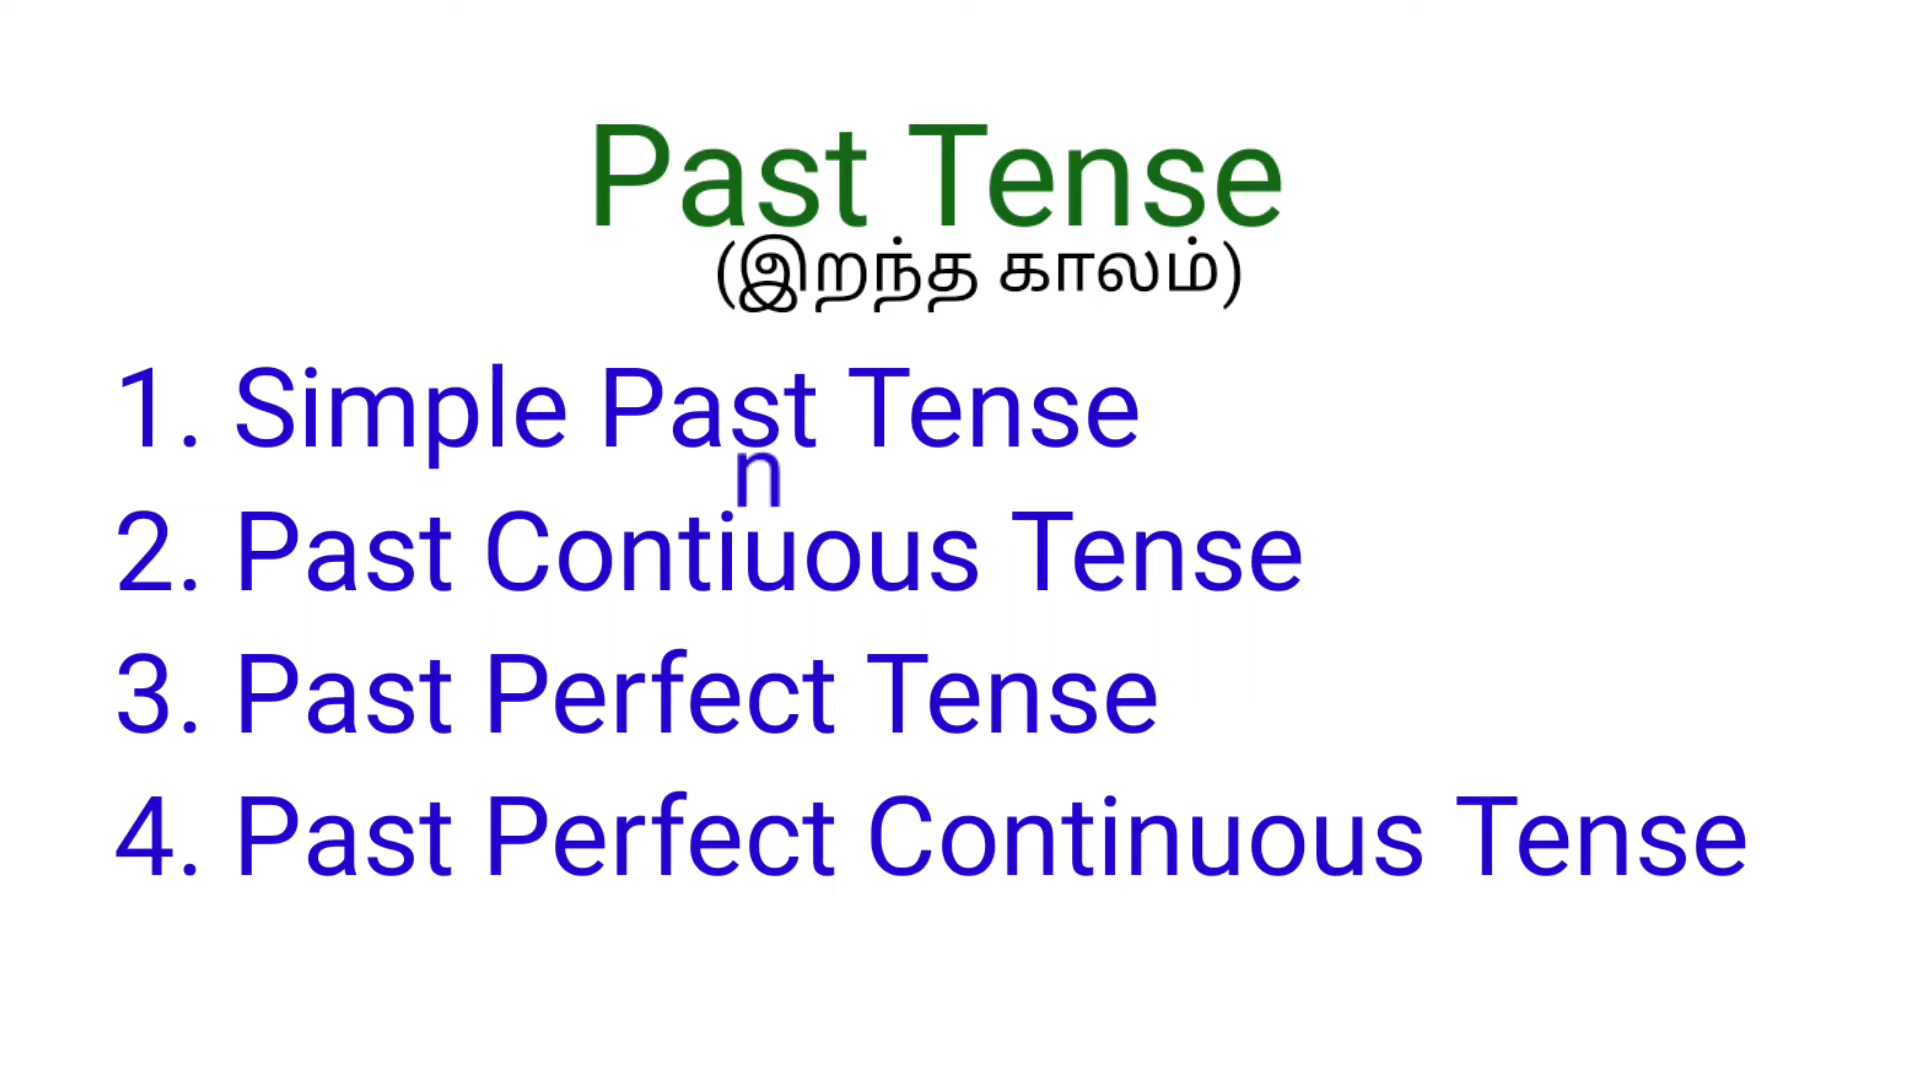 Past Tense
(இறந்த காலம்)
1. Simple Past Tense
n
2. Past Contiuous Tense
3. Past Perfect Tense
4. Past Perfect Continuous Tense